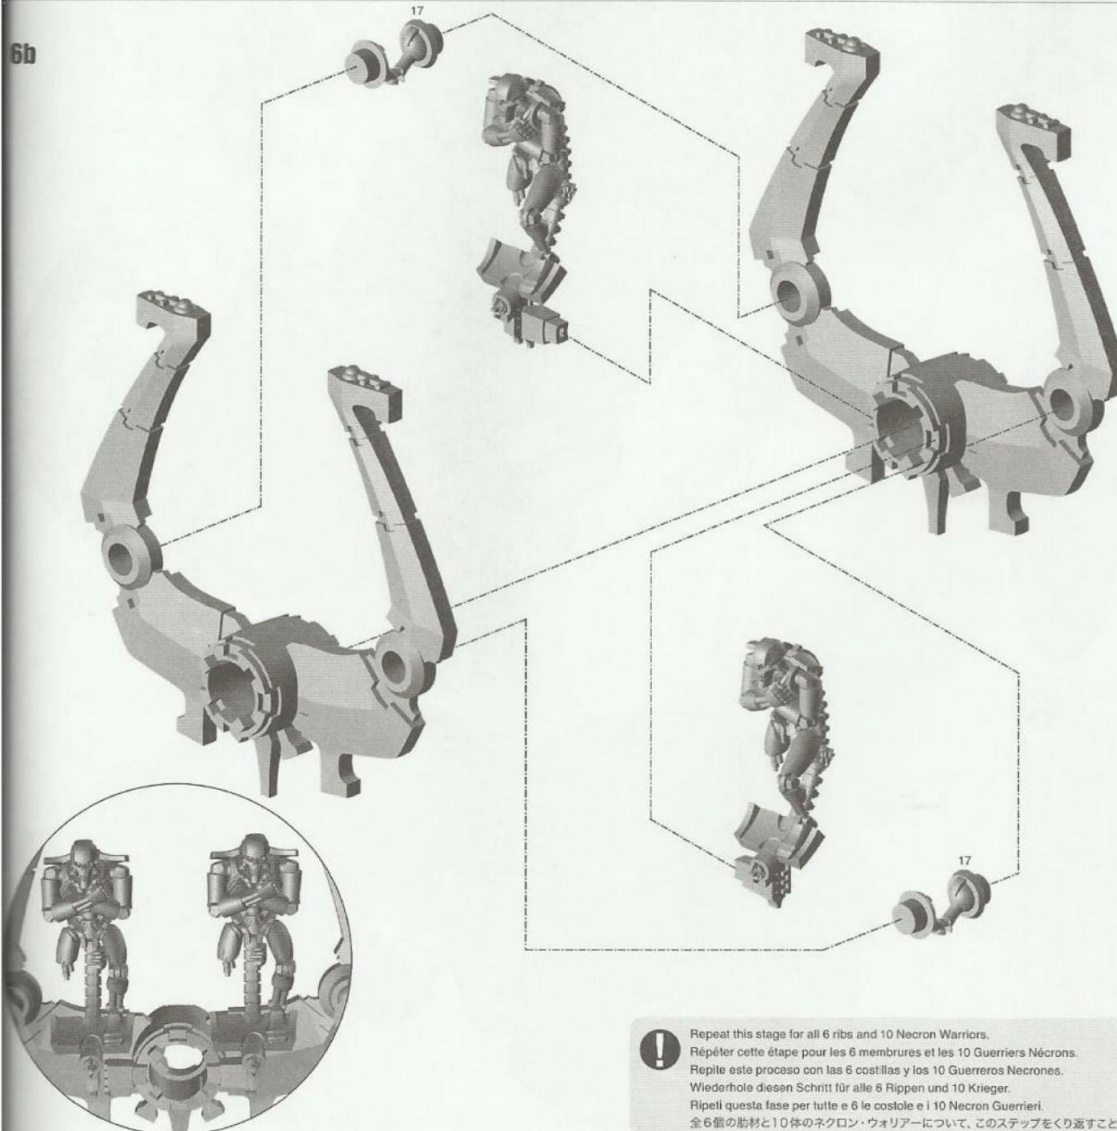 6b
17
17
Repeat this stage for all 6 ribs and 10 Necron Warriors.
Répéter cette étape pour les 6 membrures et les 10 Guerriers Nécrons.
Repite este proceso con las 6 costillas y los 10 Guerreros Necrones.
Wiederhole diesen Schritt für alle 6 Rippen und 10 Krieger.
Ripeti questa fase per tutte e 6 le costole e i 10 Necron Guerrieri.
全6個の肋材と10体のネクロン・ウォリアーについて、このステップをくり返すこと